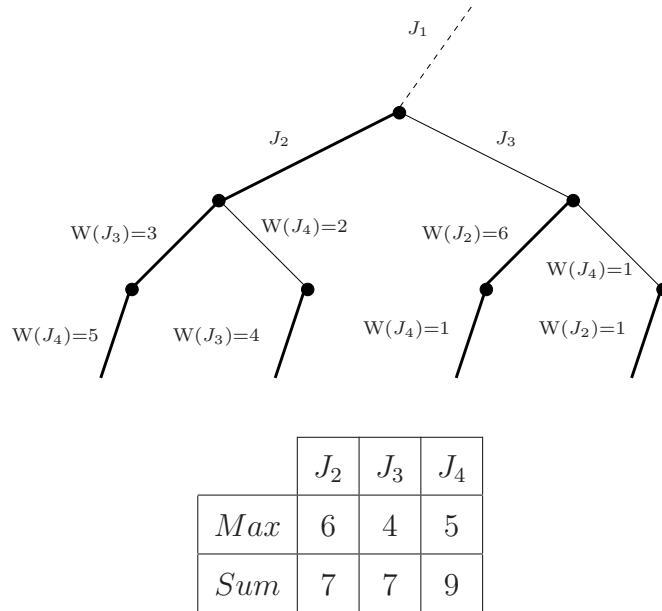 J₁
J₂ J₃
W(J₃)=3 W(J₄)=2 W(J₂)=6 W(J₄)=1
W(J₄)=5 W(J₃)=4 W(J₄)=1 W(J₂)=1
J₂ J₃ J₄
Max 6 4 5
Sum 7 7 9